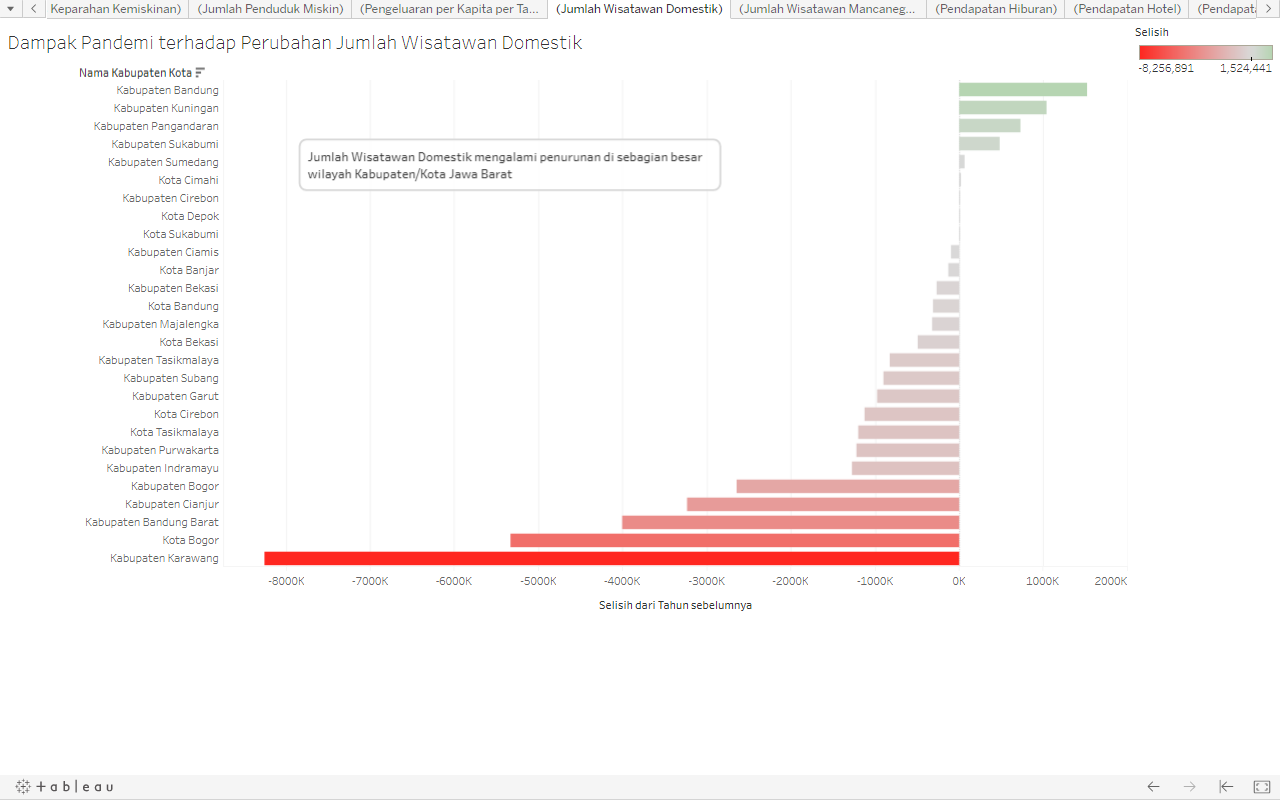 Keparahan Kemiskinan)
(Jumlah Penduduk Miskin)
(Pengeluaran per Kapita per Ta...
(Jumlah Wisatawan Domestik)
(Jumlah Wisatawan Mancaneg...
(Pendapatan Hiburan)
(Pendapatan Hotel)
(Pendapat
Dampak Pandemi terhadap Perubahan Jumlah Wisatawan Domestik
Selisih
-8,256,891 1,524,441
Nama Kabupaten Kota
Kabupaten Bandung
Kabupaten Kuningan
Kabupaten Pangandaran
Kabupaten Sukabumi
Kabupaten Sumedang
Kota Cimahi
Kabupaten Cirebon
Kota Depok
Kota Sukabumi
Kabupaten Ciamis
Kota Banjar
Kabupaten Bekasi
Kota Bandung
Kabupaten Majalengka
Kota Bekasi
Kabupaten Tasikmalaya
Kabupaten Subang
Kabupaten Garut
Kota Cirebon
Kota Tasikmalaya
Kabupaten Purwakarta
Kabupaten Indramayu
Kabupaten Bogor
Kabupaten Cianjur
Kabupaten Bandung Barat
Kota Bogor
Kabupaten Karawang
Jumlah Wisatawan Domestik mengalami penurunan di sebagian besar
wilayah Kabupaten/Kota Jawa Barat
-8000K -7000K -6000K -5000K -4000K -3000K -2000K -1000K 0K 1000K 2000K
Selisih dari Tahun sebelumnya
+ableau